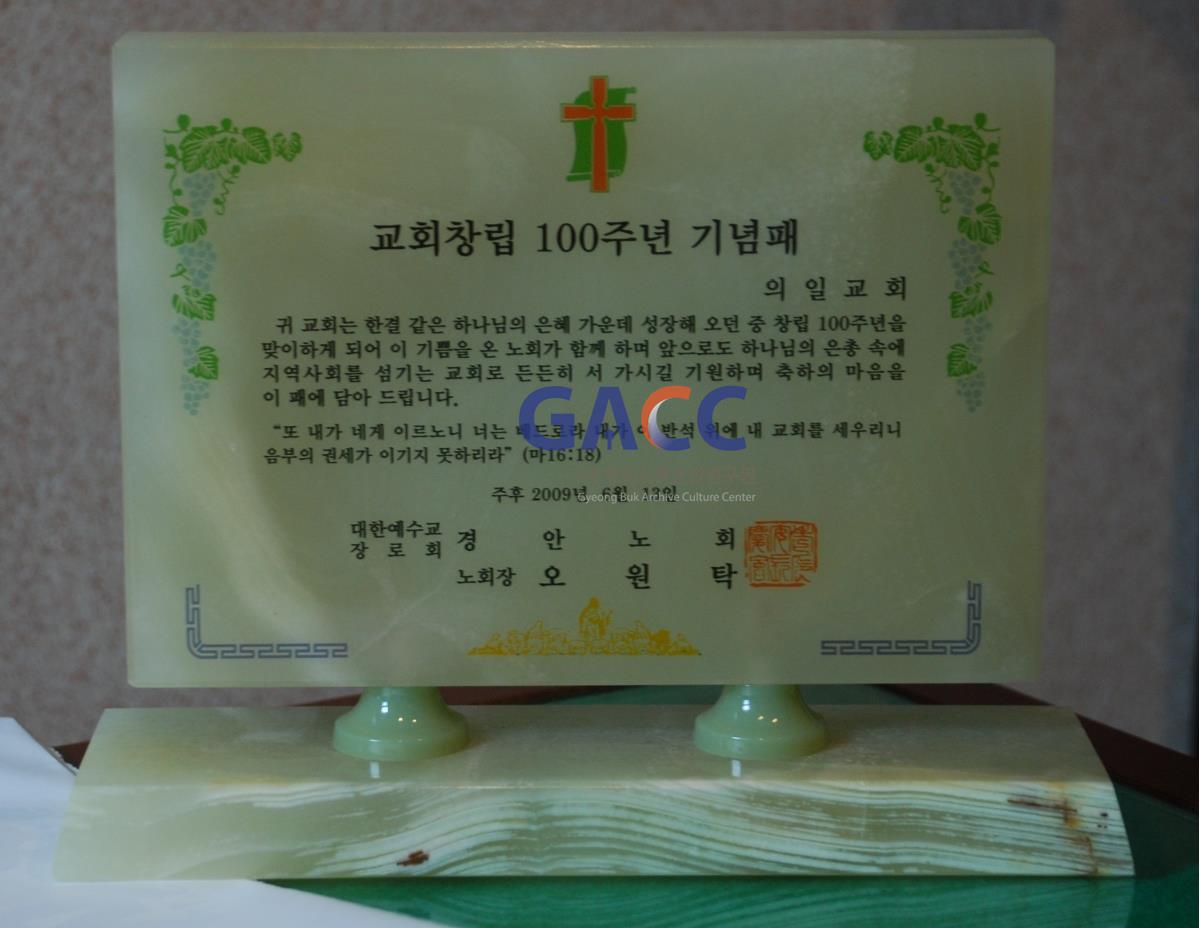 교회창립 100주년 기념패
의 일 교 회
귀 교회는 한결 같은 하나님의 은혜 가운데 성장해 오던 중 창립 100주년을
맞이하게 되어 이 기쁨을 온 노회가 함께 하며 앞으로도 하나님의 은총 속에
지역사회를 섬기는 교회로 든든히 서 가시길 기원하며 축하의 마음을
이 패에 담아 드립니다.
GACC
“또 내가 네게 이르노니 너는 베드로라 내가 이 반석 위에 내 교회를 세우리니
음부의 권세가 이기지 못하리라” (마16:18)
주후 2009년 6월 13일
Gyeong Buk Archive Culture Center
대한예수교
장 로 회 경 안 노 회
노회장 오 원 탁